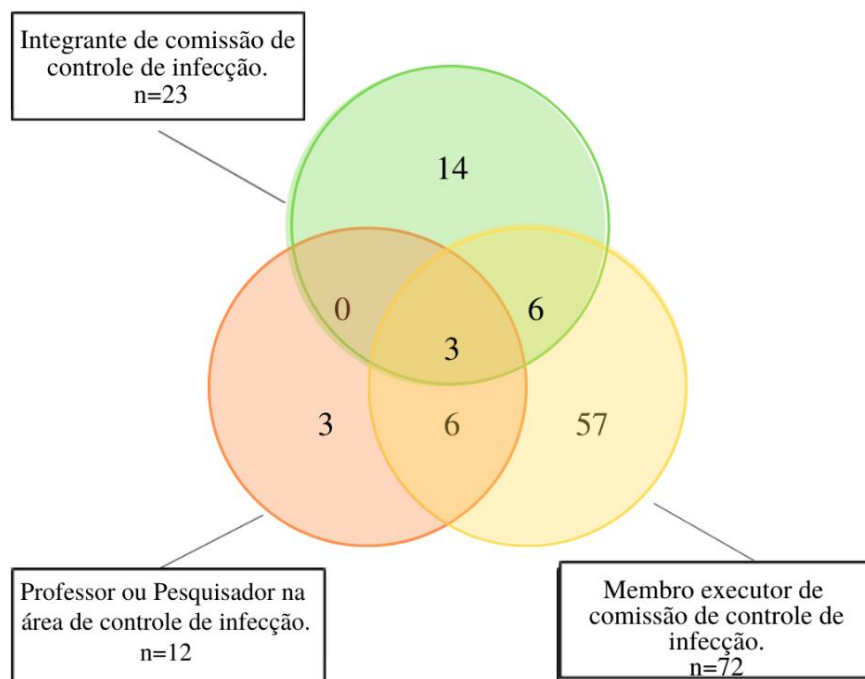 Integrante de comissão de
controle de infecção.
n=23
14
0
6
3
3
6
57
Professor ou Pesquisador na
área de controle de infecção.
n=12
Membro executor de
comissão de controle de
infecção.
n=72